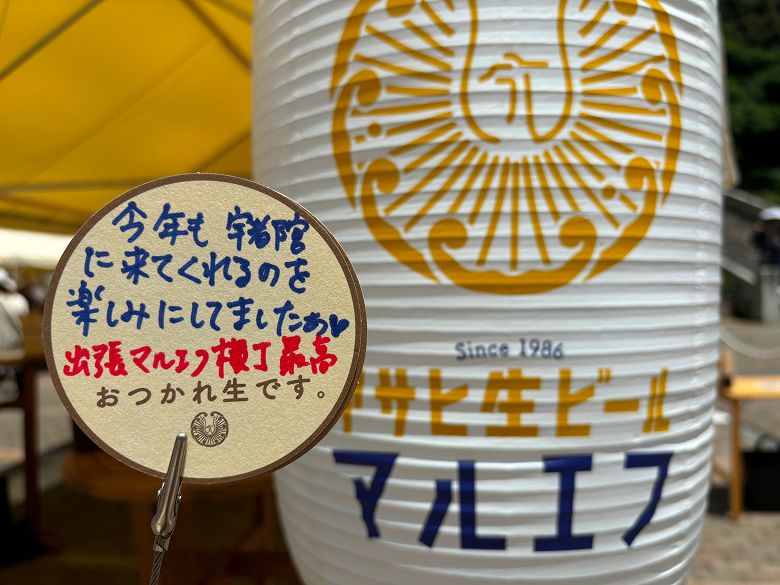 今年も 宇都宮
に来てくれるのを
楽しみにしてましたぁ♥
出張マルエフ横丁最高
おつかれ生です。
Since 1986
アサヒ生ビール
マルエフ